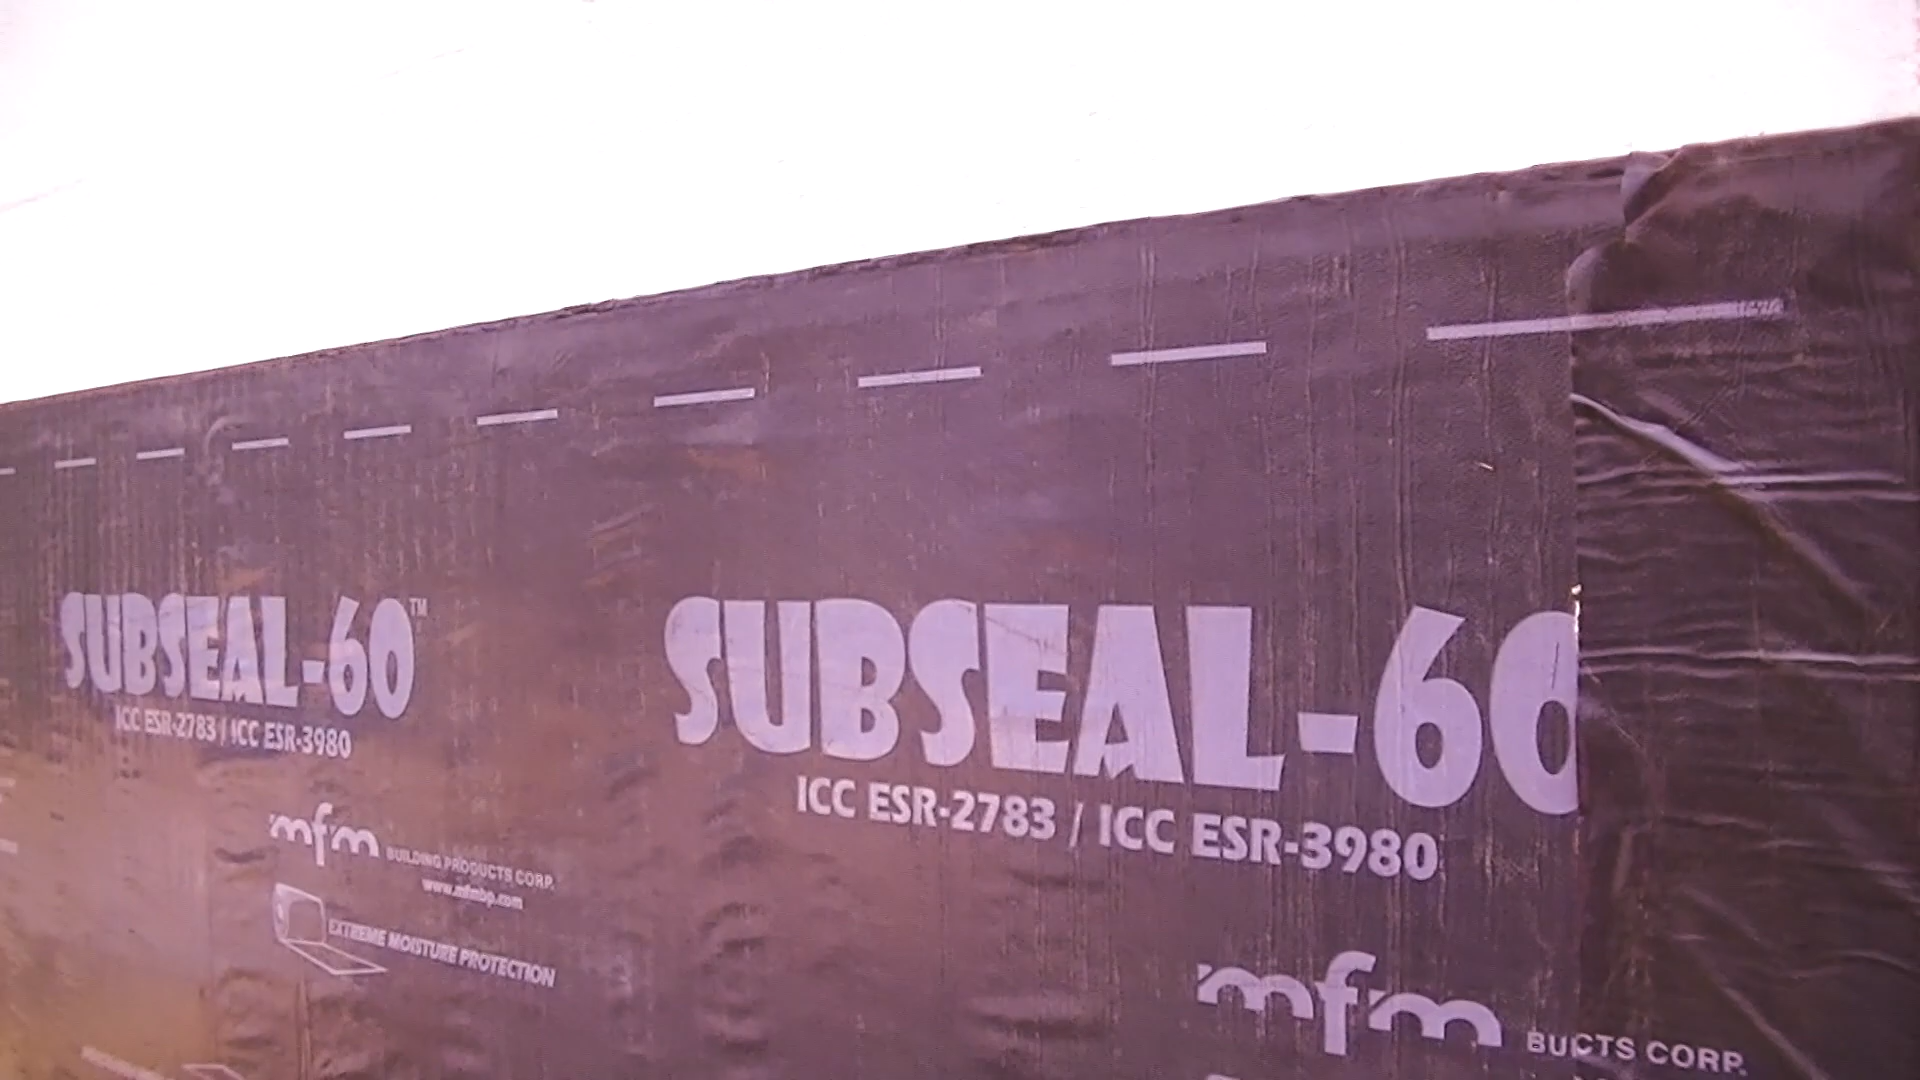 SUBSEAL-60™
ICC ESR-2783 / ICC ESR-3980
mfm BUILDING PRODUCTS CORP.
www.mfmbp.com
EXTREME MOISTURE PROTECTION
SUBSEAL-60
ICC ESR-2783 / ICC ESR-3980
mfm BUCTS CORP.